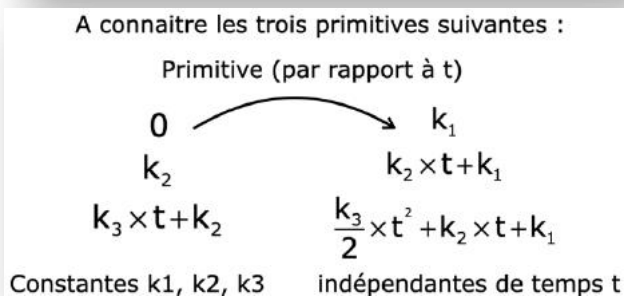 A connaitre les trois primitives suivantes :
Primitive (par rapport à t)
0 k₁
k₂ k₂×t+k₁
k₃×t+k₂ k₃/2×t²+k₂×t+k₁
Constantes k1, k2, k3 indépendantes de temps t